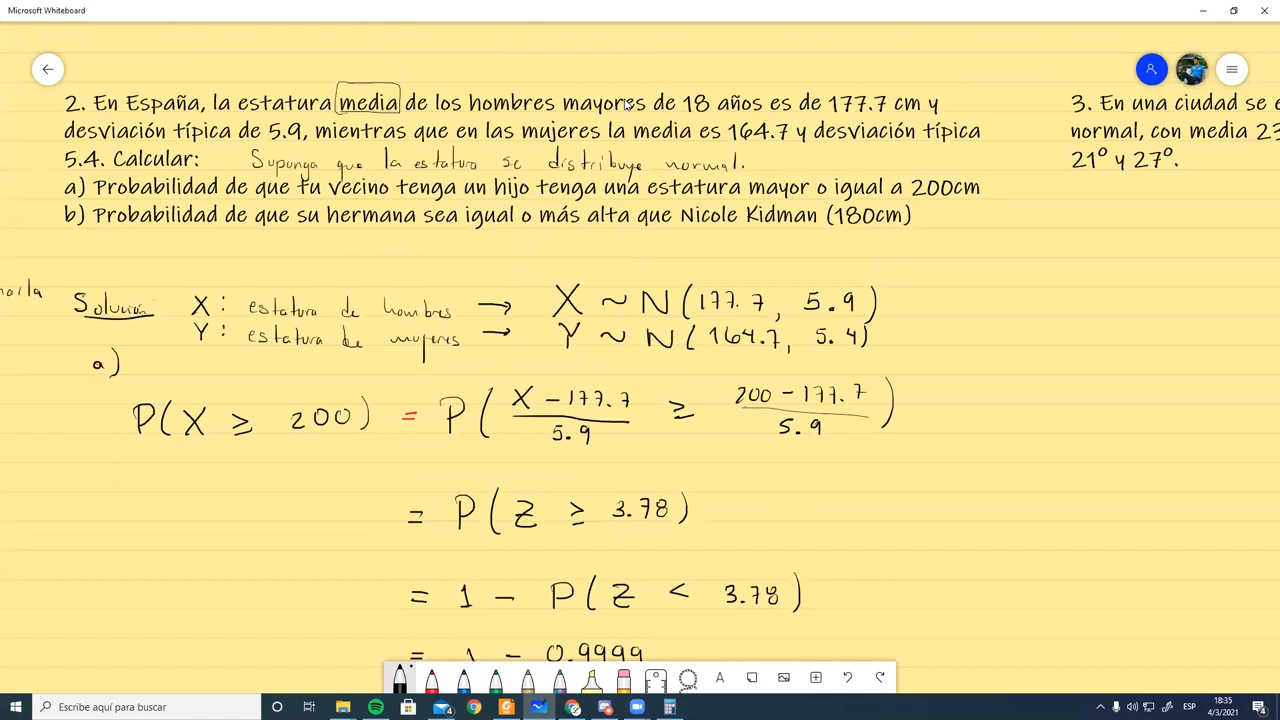 Microsoft Whiteboard
2. En España, la estatura media de los hombres mayores de 18 años es de 177.7 cm y
desviación típica de 5.9, mientras que en las mujeres la media es 164.7 y desviación típica
5.4. Calcular: Suponga que la estatura se distribuye normal.
a) Probabilidad de que tu vecino tenga un hijo tenga una estatura mayor o igual a 200cm
b) Probabilidad de que su hermana sea igual o más alta que Nicole Kidman (180cm)
3. En una ciudad se e
normal, con media 23
21º y 27º.
Solución X: estatura de hombres → X ~ N(177.7, 5.9)
Y: estatura de mujeres → Y ~ N(164.7, 5.4)
a)
P(X ≥ 200) = P( X - 177.7 / 5.9 ≥ 200 - 177.7 / 5.9 )
= P(Z ≥ 3.78)
= 1 - P(Z < 3.78)
= 1 - 0.9999
Escribe aquí para buscar
ESP
18:35
4/3/2021